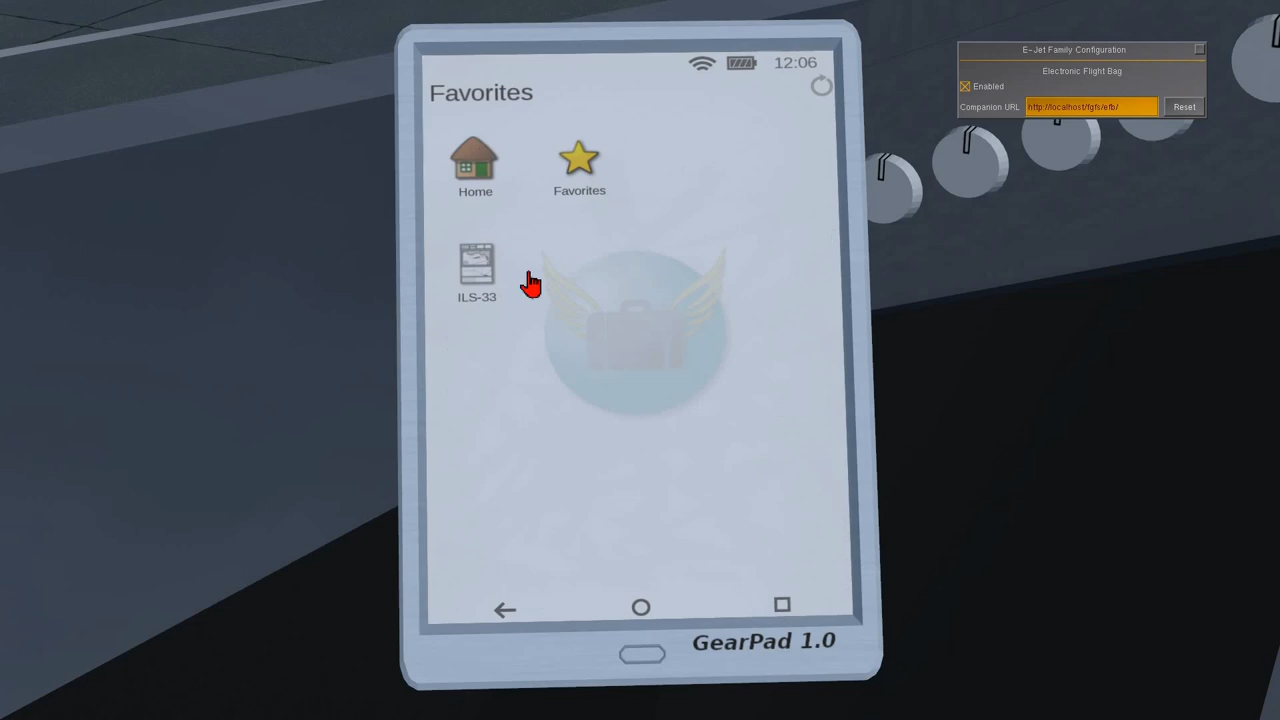 12:06
Favorites
Home
Favorites
ILS-33
GearPad 1.0
E-Jet Family Configuration
Electronic Flight Bag
Enabled
Companion URL http://localhost/fgfs/efb/ Reset